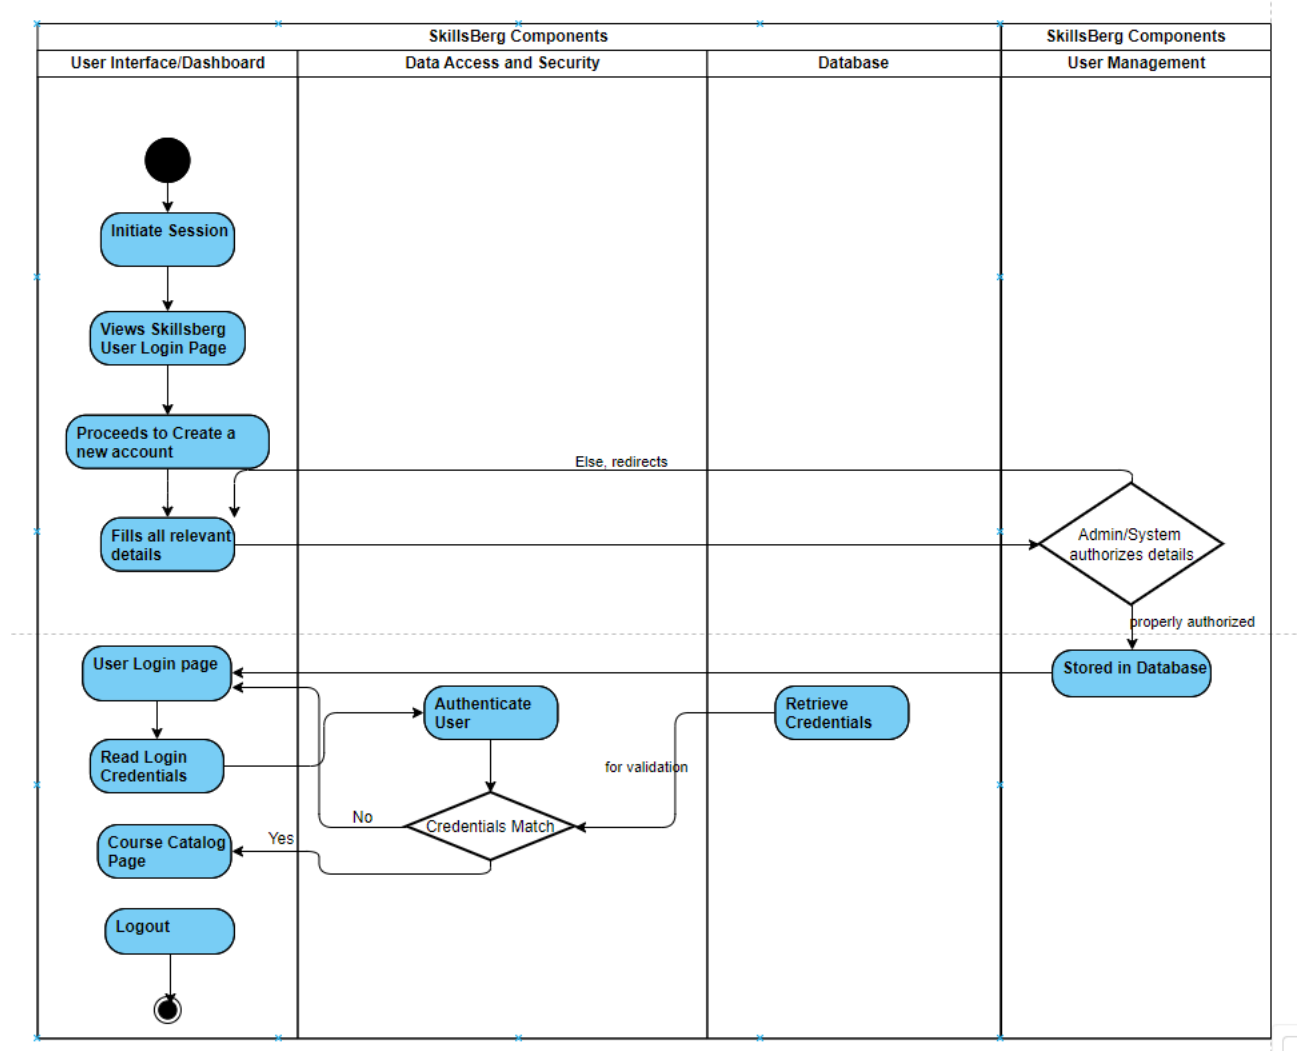 SkillsBerg Components
SkillsBerg Components
User Interface/Dashboard
Data Access and Security
Database
User Management
Initiate Session
Views Skillsberg
User Login Page
Proceeds to Create a
new account
Else, redirects
Fills all relevant
details
Admin/System
authorizes details
properly authorized
User Login page
Stored in Database
Authenticate
User
Retrieve
Credentials
Read Login
Credentials
for validation
No
Credentials Match
Yes
Course Catalog
Page
Logout